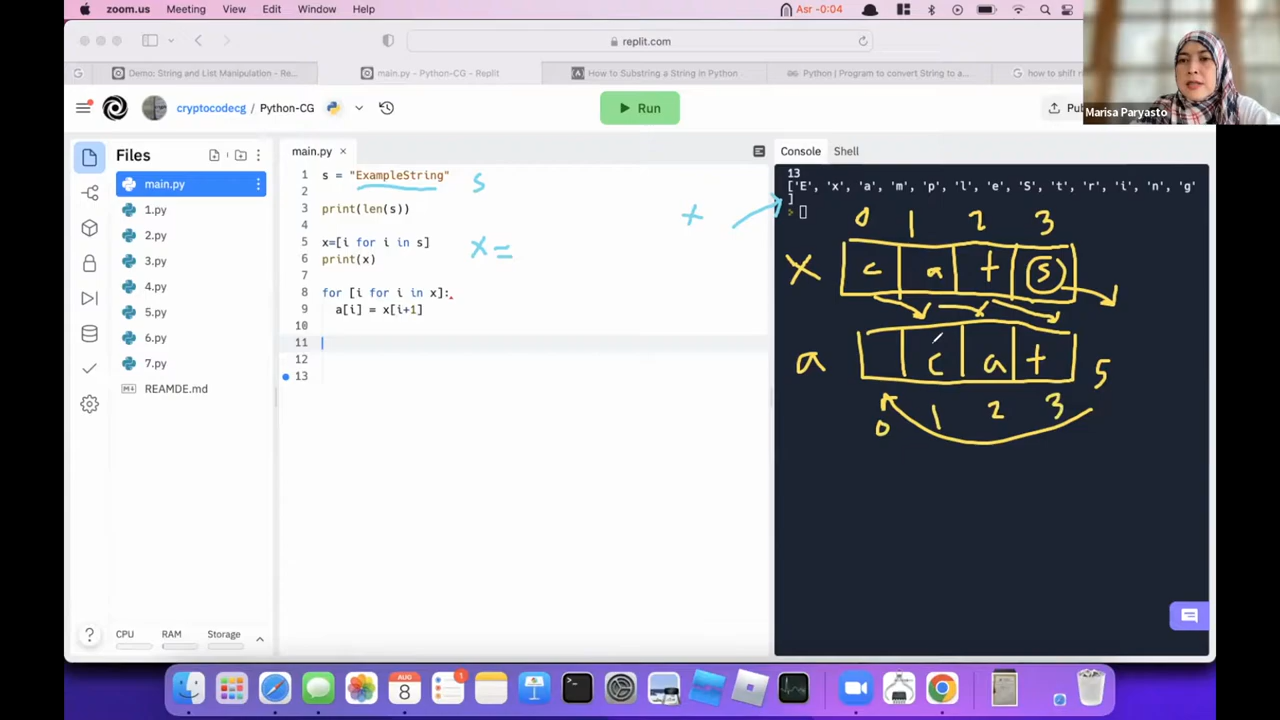 zoom.us Meeting View Edit Window Help
Asr -0:04
replit.com
Demo: String and List Manipulation - Re...
main.py - Python-CG - Replit
How to Substring a String in Python
Python | Program to convert String to a...
how to shift r
cryptocodecg / Python-CG
Run
Pu
Marisa Paryasto
Files
main.py
1.py
2.py
3.py
4.py
5.py
6.py
7.py
REAMDE.md
CPU RAM Storage
main.py
1 s = "ExampleString"
2
3 print(len(s))
4
5 x=[i for i in s]
6 print(x)
7
8 for [i for i in x]:
9 a[i] = x[i+1]
10
11
12
13
s
x =
+
Console Shell
13
['E', 'x', 'a', 'm', 'p', 'l', 'e', 'S', 't', 'r', 'i', 'n', 'g'
]
0 1 2 3
x c a t s
a c a t s
0 1 2 3
AUG
8
1